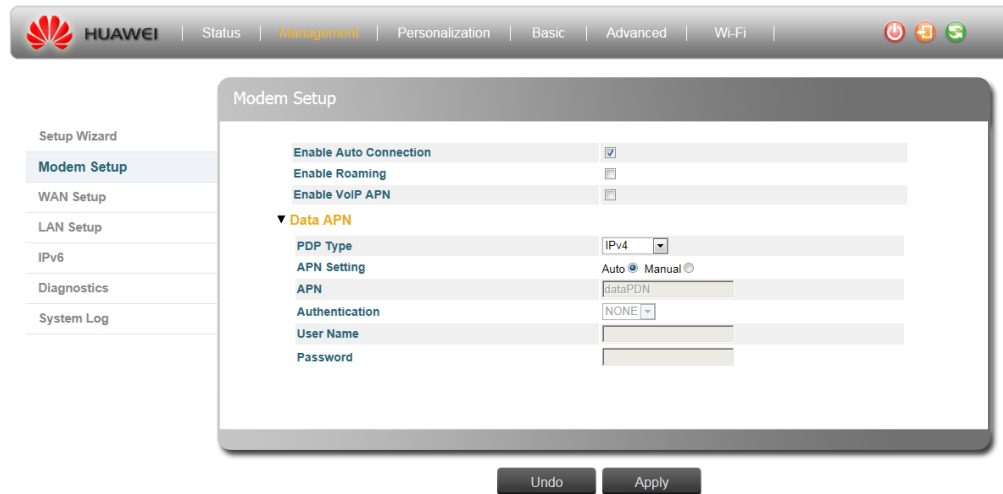 HUAWEI | Status | Management | Personalization | Basic | Advanced | Wi-Fi |
Modem Setup
Setup Wizard
Modem Setup
WAN Setup
LAN Setup
IPv6
Diagnostics
System Log
Enable Auto Connection
Enable Roaming
Enable VoIP APN
Data APN
PDP Type IPv4
APN Setting Auto Manual
APN dataPDN
Authentication NONE
User Name
Password
Undo Apply